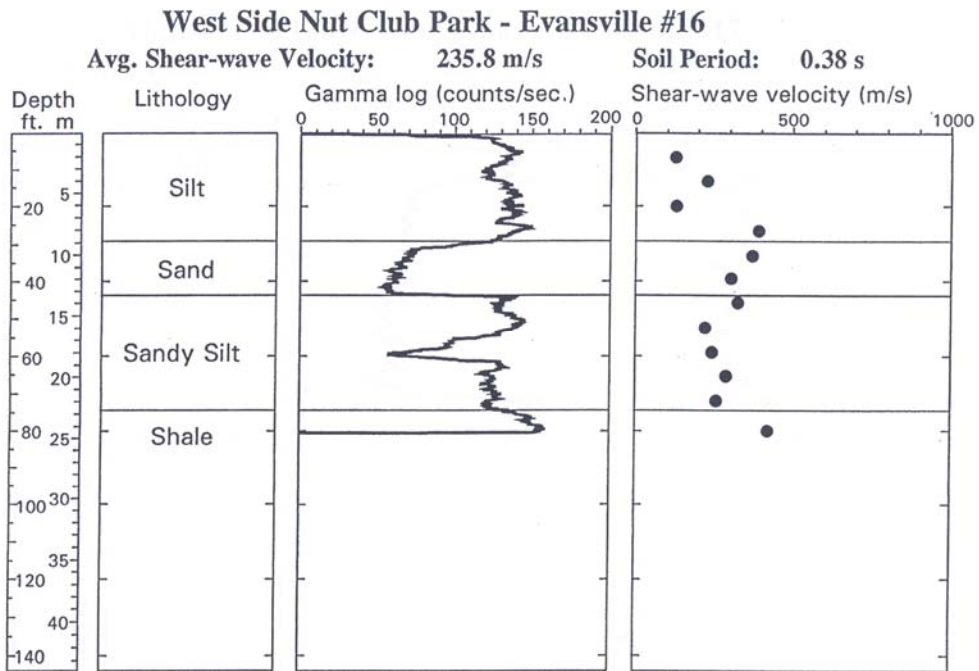 West Side Nut Club Park - Evansville #16
Avg. Shear-wave Velocity: 235.8 m/s Soil Period: 0.38 s
Depth Lithology Gamma log (counts/sec.) Shear-wave velocity (m/s)
ft. m 0 50 100 150 200 0 500 1000
Silt
5
20
10
Sand
40
15
Sandy Silt
60
20
Shale
80
25
100
30
35
120
40
140